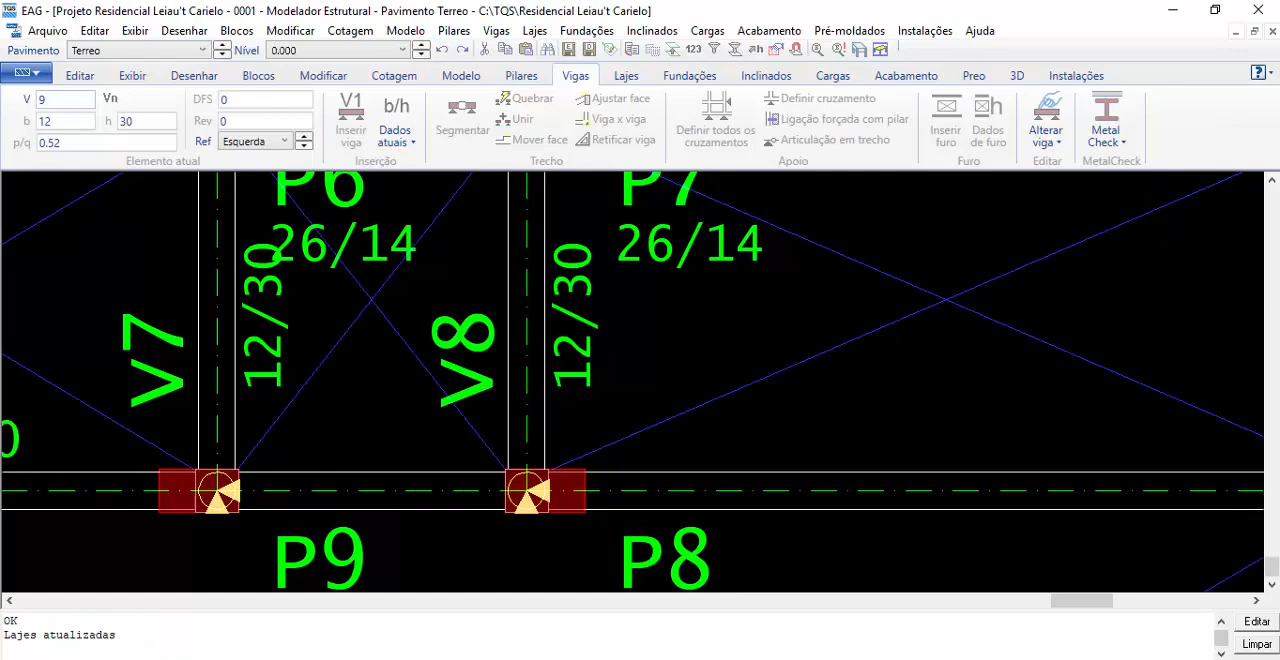 EAG - [Projeto Residencial Leiau't Carielo - 0001 - Modelador Estrutural - Pavimento Terreo - C:\TQS\Residencial Leiau't Carielo]
Arquivo Editar Exibir Desenhar Blocos Modificar Cotagem Modelo Pilares Vigas Lajes Fundações Inclinados Cargas Acabamento Pré-moldados Instalações Ajuda
Pavimento Terreo Nível 0.000 123
Editar Exibir Desenhar Blocos Modificar Cotagem Modelo Pilares Vigas Lajes Fundações Inclinados Cargas Acabamento Preo 3D Instalações
V 9 Vn
b 12 h 30
p/q 0.52
DFS 0
Rev 0
Ref Esquerda
Elemento atual
V1 Inserir viga
b/h Dados atuais
Inserção
Segmentar
Quebrar
Unir
Mover face
Ajustar face
Viga x viga
Retificar viga
Trecho
Definir todos os cruzamentos
Definir cruzamento
Ligação forçada com pilar
Articulação em trecho
Apoio
Inserir furo
Dados de furo
Furo
Alterar viga
Editar
Metal Check
MetalCheck
P6
26/14
P7
26/14
V7
12/30
V8
12/30
0
P9
P8
OK
Lajes atualizadas
Editar
Limpar